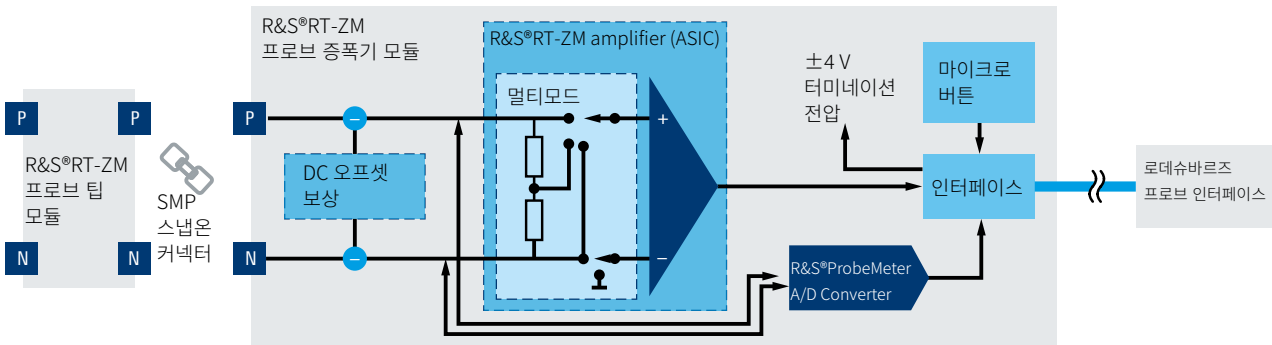 R&S®RT-ZM
프로브 증폭기 모듈
R&S®RT-ZM amplifier (ASIC)
멀티모드
±4 V
터미네이션
전압
마이크로
버튼
P
P
P
–
+
R&S®RT-ZM
프로브 팁
모듈
SMP
스냅온
커넥터
DC 오프셋
보상
인터페이스
로데슈바르즈
프로브 인터페이스
N
N
N
–
–
R&S®ProbeMeter
A/D Converter